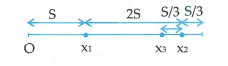 S 2S S/3 S/3
O x₁ x₃ x₂